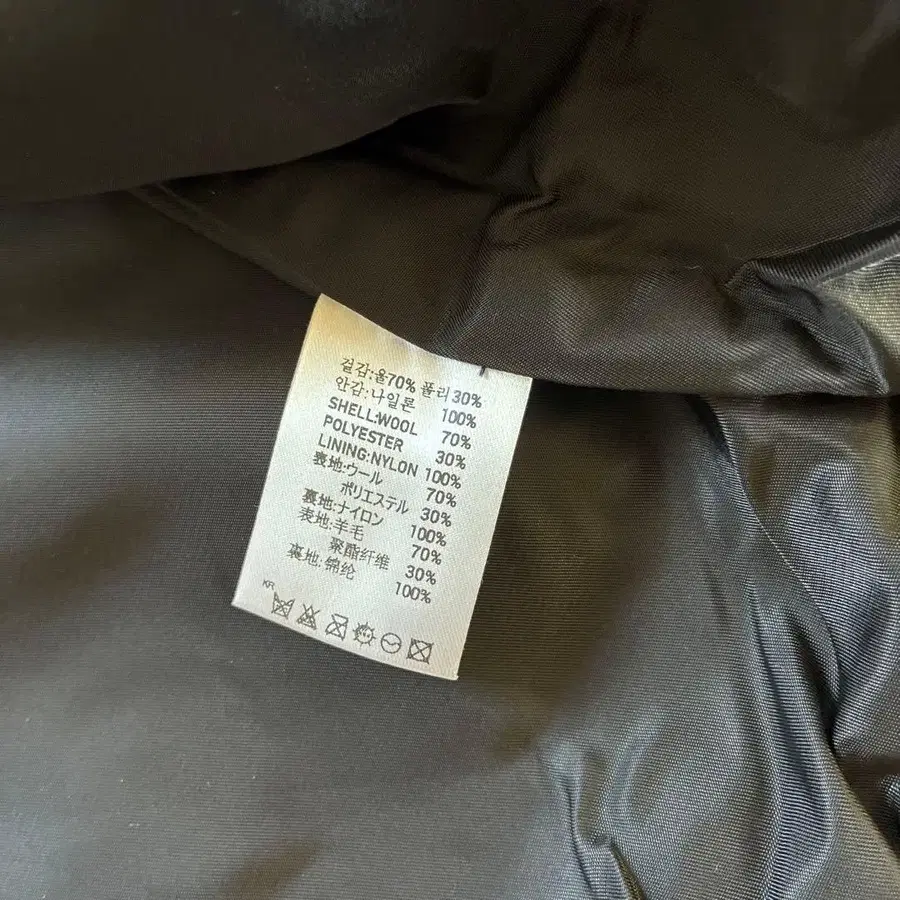 겉감:울70% 폴리30%
안감:나일론 100%
SHELL:WOOL 70%
POLYESTER 30%
LINING:NYLON 100%
表地:ウール 70%
ポリエステル 30%
裏地:ナイロン 100%
表地:羊毛 70%
聚酯纤维 30%
裏地:锦纶 100%
KR